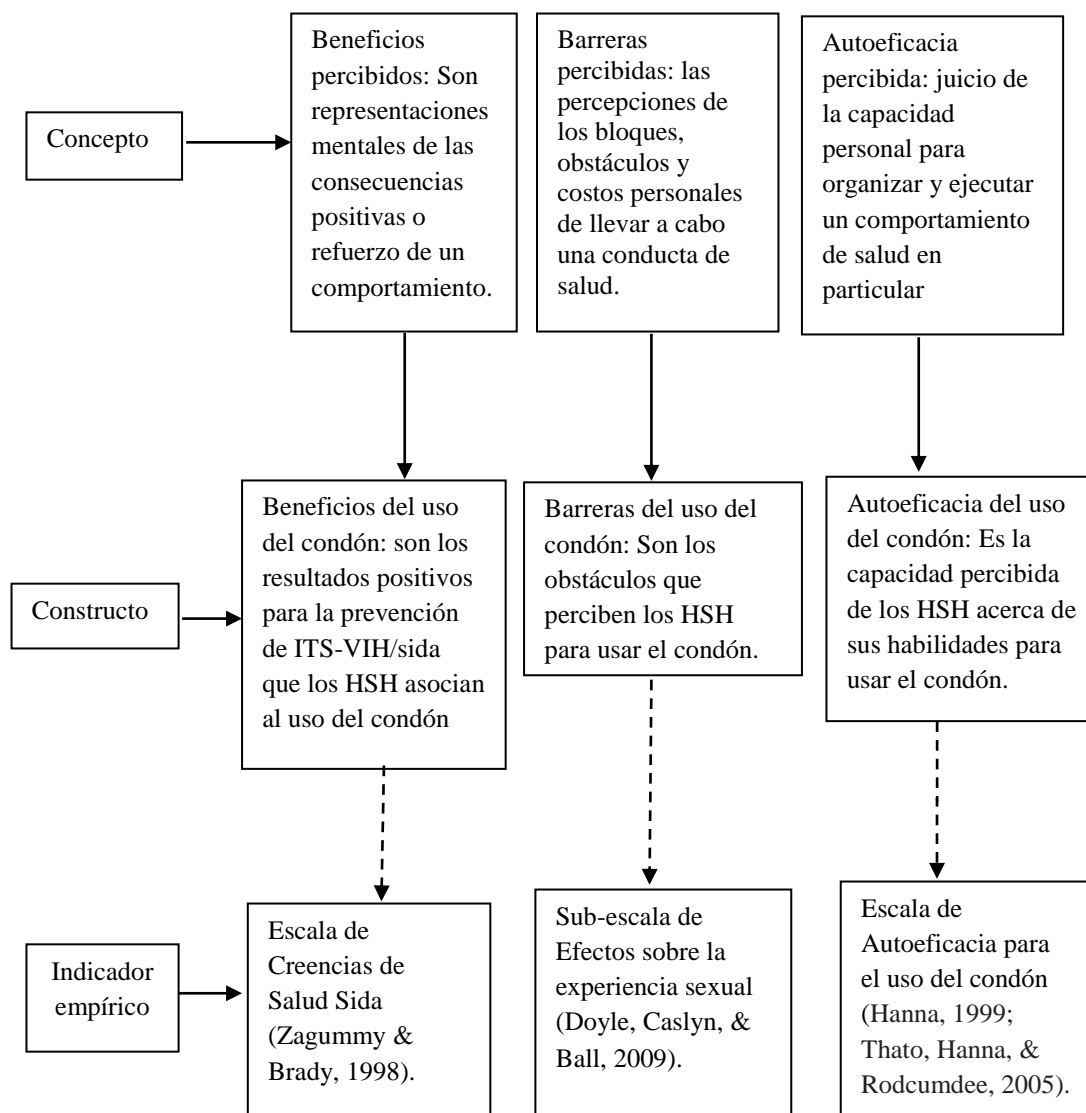 Concepto
Beneficios
percibidos: Son
representaciones
mentales de las
consecuencias
positivas o
refuerzo de un
comportamiento.
Barreras
percibidas: las
percepciones de
los bloques,
obstáculos y
costos personales
de llevar a cabo
una conducta de
salud.
Autoeficacia
percibida: juicio de
la capacidad
personal para
organizar y ejecutar
un comportamiento
de salud en
particular
Constructo
Beneficios del uso
del condón: son los
resultados positivos
para la prevención
de ITS-VIH/sida
que los HSH asocian
al uso del condón
Barreras del uso del
condón: Son los
obstáculos que
perciben los HSH
para usar el condón.
Autoeficacia del uso
del condón: Es la
capacidad percibida
de los HSH acerca de
sus habilidades para
usar el condón.
Indicador
empírico
Escala de
Creencias de
Salud Sida
(Zagummy &
Brady, 1998).
Sub-escala de
Efectos sobre la
experiencia sexual
(Doyle, Caslyn, &
Ball, 2009).
Escala de
Autoeficacia para
el uso del condón
(Hanna, 1999;
Thato, Hanna, &
Rodcumdee, 2005).